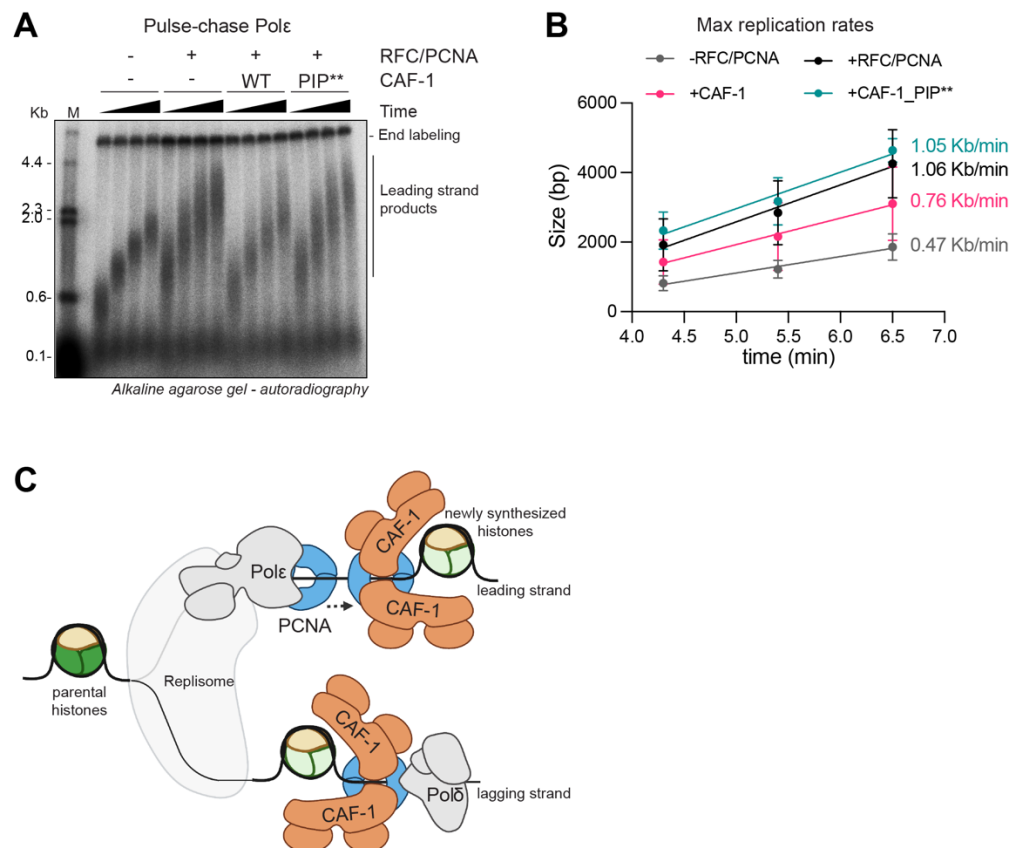 A
Pulse-chase Polε
- + + + RFC/PCNA
- - WT PIP** CAF-1
Kb M Time
End labeling
4.4
Leading strand
products
2.3
2.0
0.6
0.1
Alkaline agarose gel - autoradiography
B
Max replication rates
-RFC/PCNA +RFC/PCNA
+CAF-1 +CAF-1_PIP**
6000
4000
2000
0
Size (bp)
1.05 Kb/min
1.06 Kb/min
0.76 Kb/min
0.47 Kb/min
4.0 4.5 5.0 5.5 6.0 6.5 7.0
time (min)
C
CAF-1
newly synthesized
histones
Polε
leading strand
CAF-1
PCNA
Replisome
parental
histones
CAF-1
CAF-1
Polδ
lagging strand